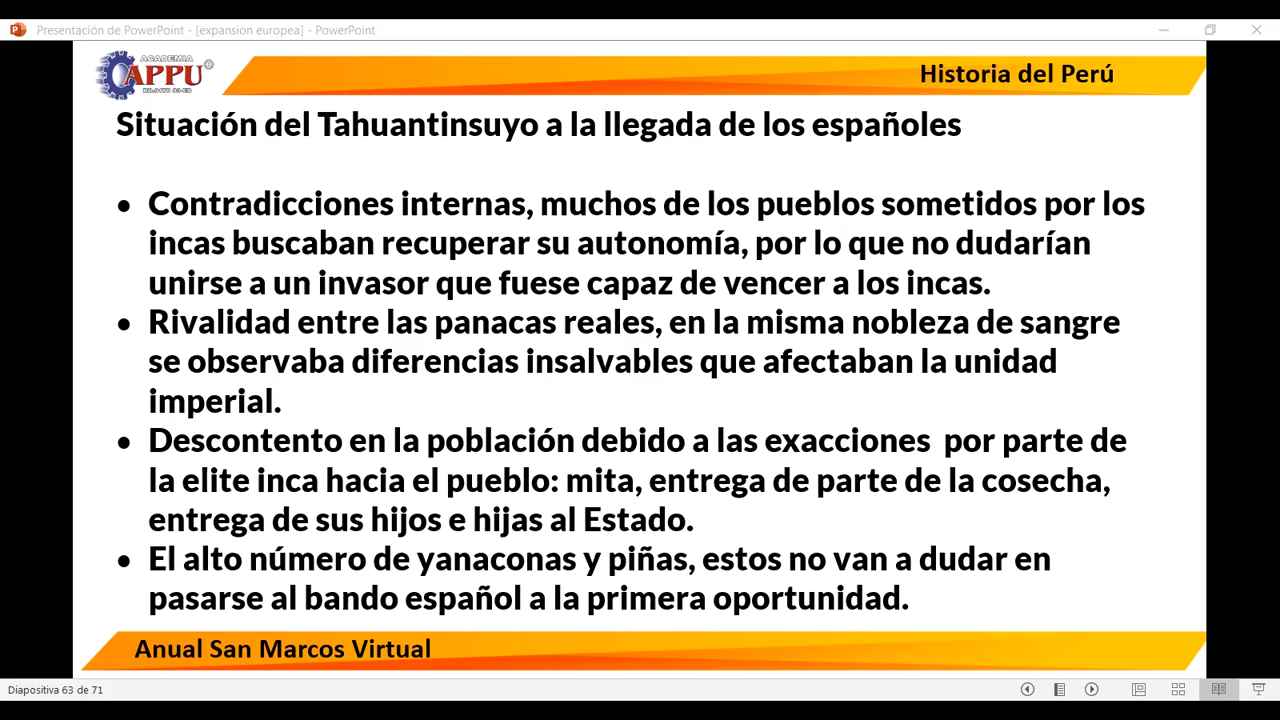 Presentación de PowerPoint - [expansion europea] - PowerPoint
ACADEMIA
APPU
Historia del Perú
Situación del Tahuantinsuyo a la llegada de los españoles
• Contradicciones internas, muchos de los pueblos sometidos por los
incas buscaban recuperar su autonomía, por lo que no dudarían
unirse a un invasor que fuese capaz de vencer a los incas.
• Rivalidad entre las panacas reales, en la misma nobleza de sangre
se observaba diferencias insalvables que afectaban la unidad
imperial.
• Descontento en la población debido a las exacciones  por parte de
la elite inca hacia el pueblo: mita, entrega de parte de la cosecha,
entrega de sus hijos e hijas al Estado.
• El alto número de yanaconas y piñas, estos no van a dudar en
pasarse al bando español a la primera oportunidad.
Anual San Marcos Virtual
Diapositiva 63 de 71